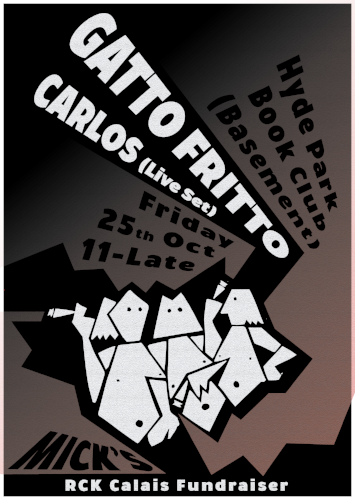 GATTO FRITTO
CARLOS (Live Set)
Hyde Park
Book Club
(Basement)
Friday
25th Oct
11-Late
MICK'S
RCK Calais Fundraiser